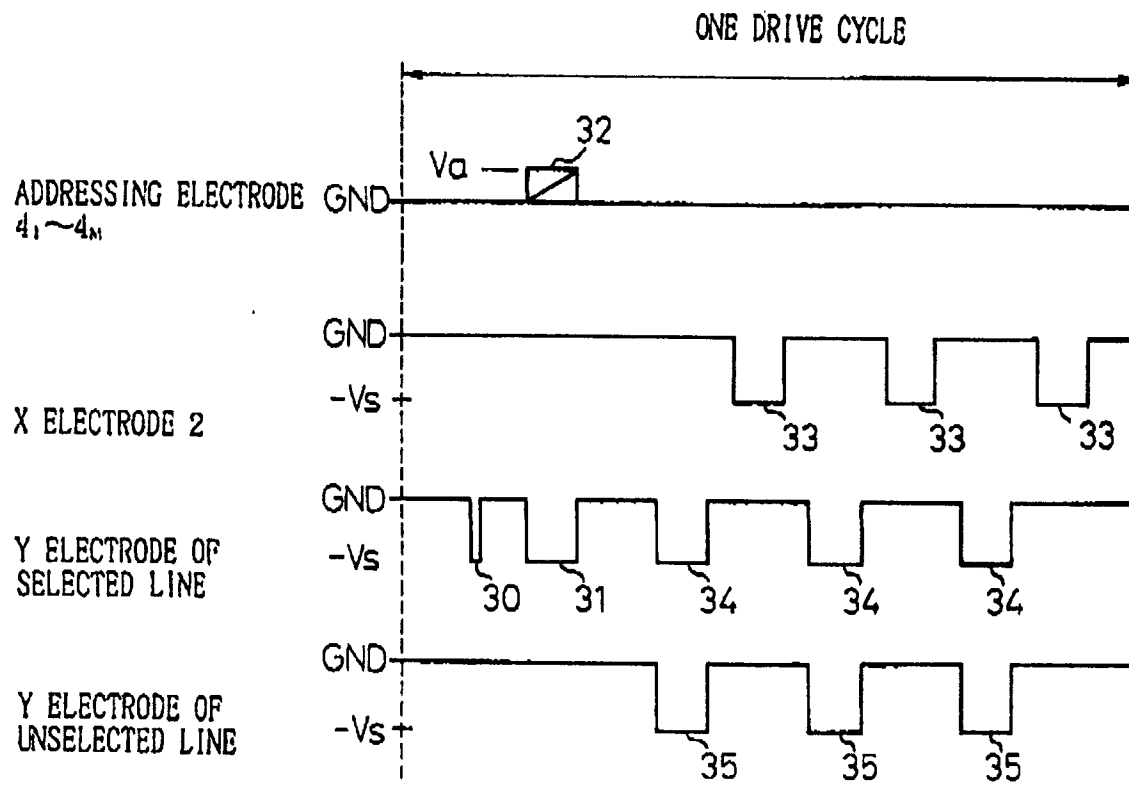 ONE DRIVE CYCLE
32
Va
ADDRESSING ELECTRODE GND
4₁~4ₘ
GND
-Vs
X ELECTRODE 2
33 33 33
GND
Y ELECTRODE OF -Vs
SELECTED LINE
30 31 34 34 34
GND
Y ELECTRODE OF
UNSELECTED LINE -Vs
35 35 35